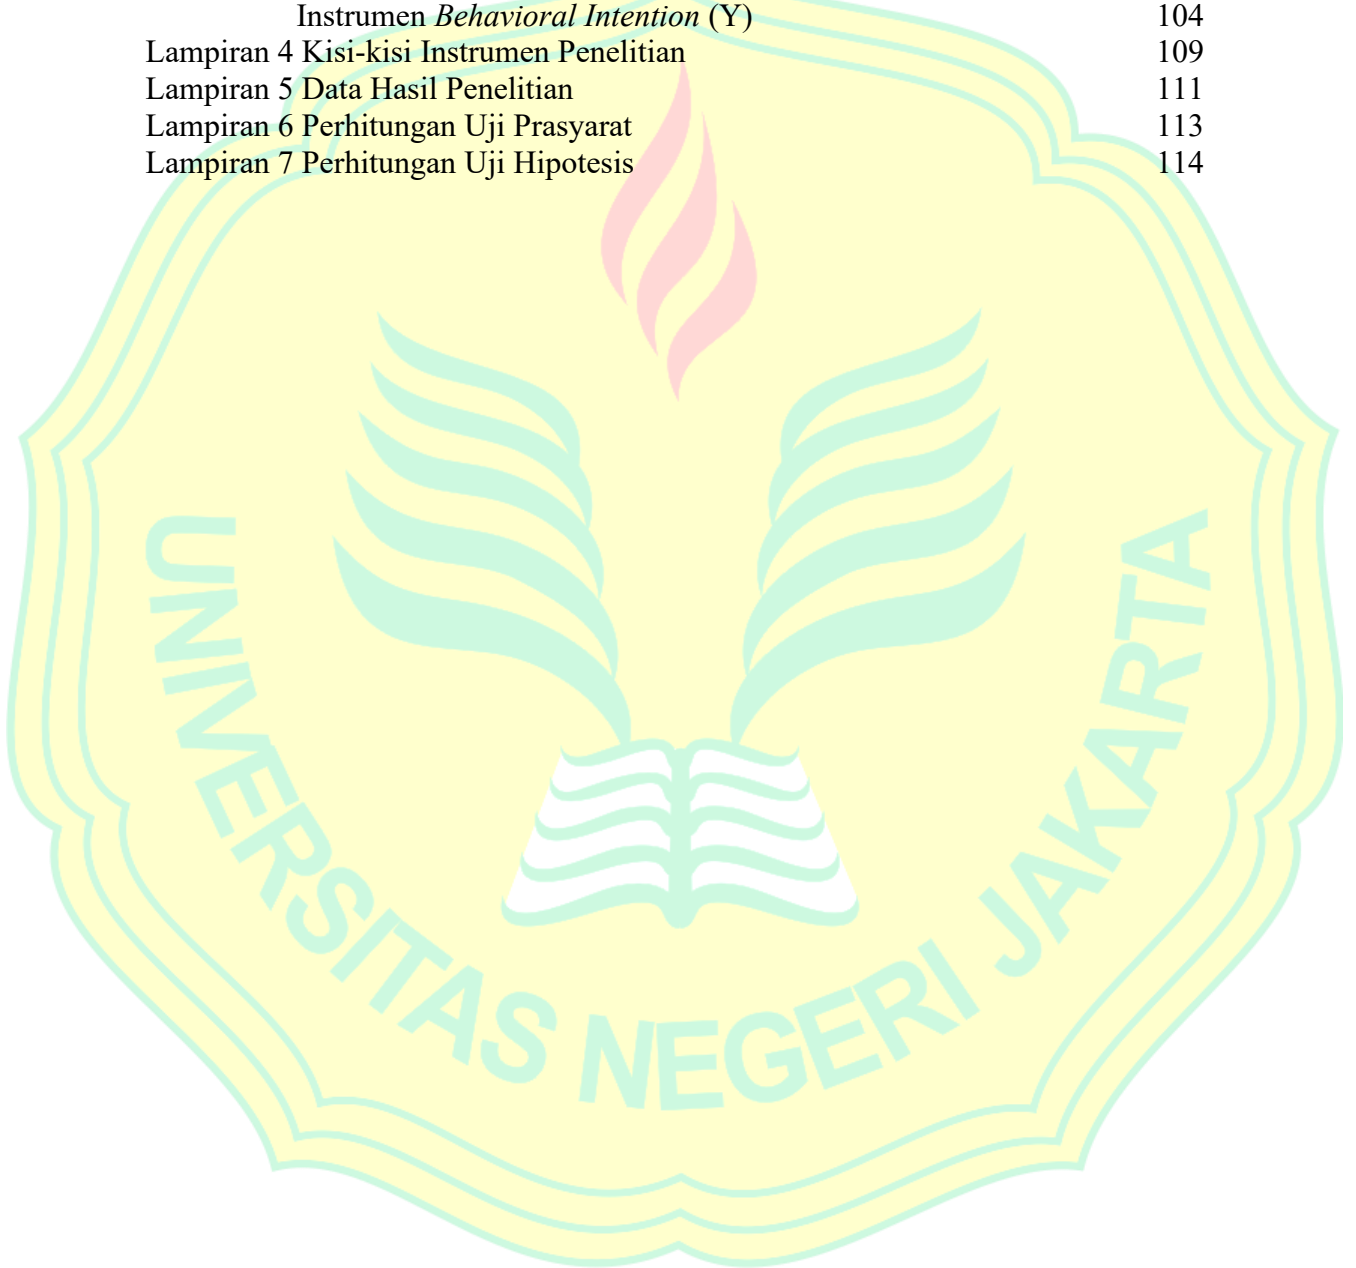 Instrumen Behavioral Intention (Y) 104
Lampiran 4 Kisi-kisi Instrumen Penelitian 109
Lampiran 5 Data Hasil Penelitian 111
Lampiran 6 Perhitungan Uji Prasyarat 113
Lampiran 7 Perhitungan Uji Hipotesis 114
UNIVERSITAS NEGERI JAKARTA